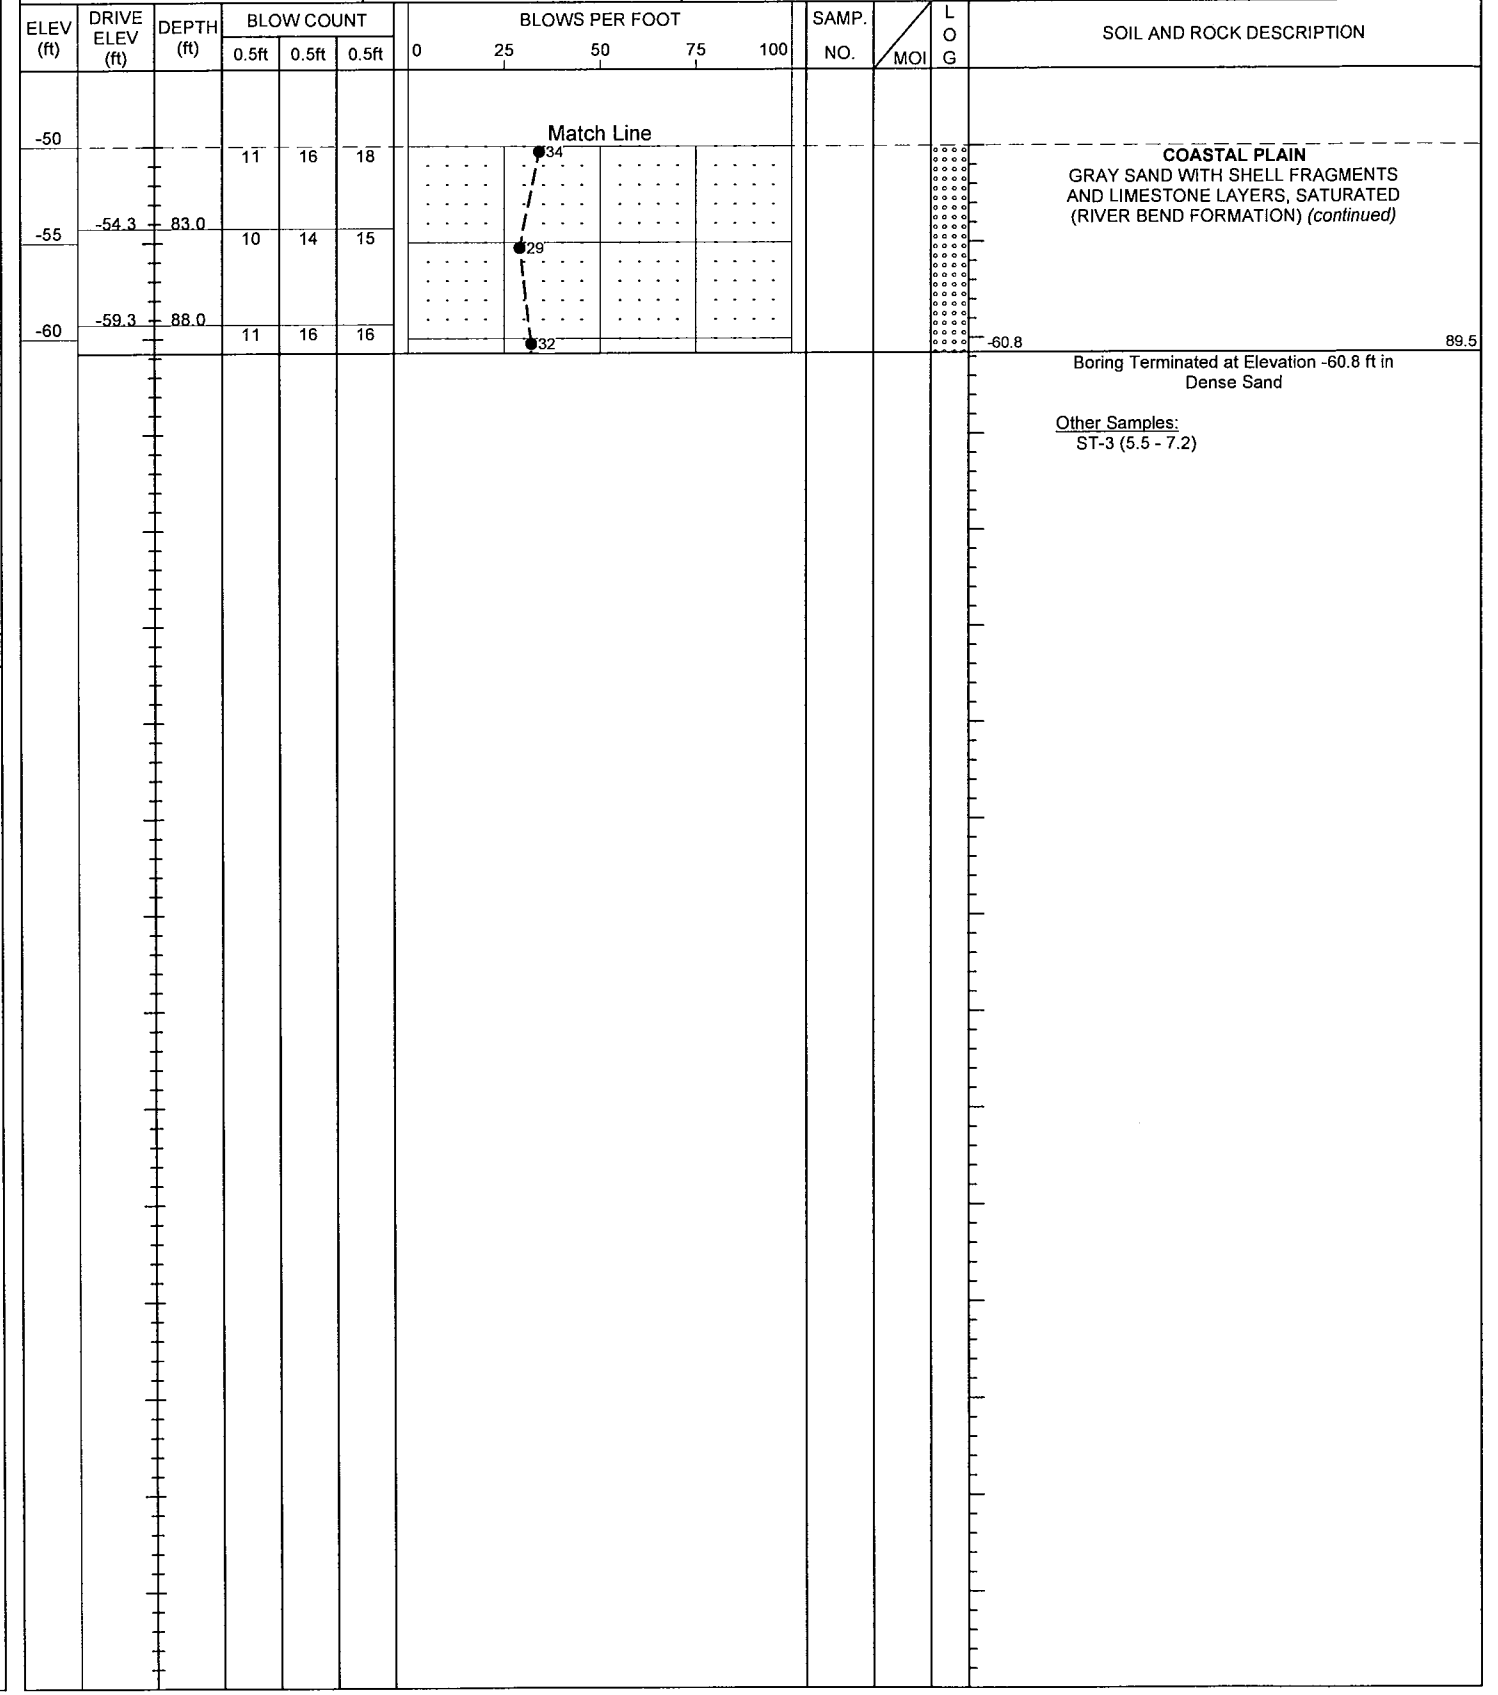 ELEV (ft) DRIVE ELEV (ft) DEPTH (ft) BLOW COUNT BLOWS PER FOOT SAMP. NO. MOI LOG SOIL AND ROCK DESCRIPTION
0.5ft 0.5ft 0.5ft 0 25 50 75 100
-50 Match Line
11 16 18 34 COASTAL PLAIN
GRAY SAND WITH SHELL FRAGMENTS
AND LIMESTONE LAYERS, SATURATED
(RIVER BEND FORMATION) (continued)
-54.3 83.0
-55 10 14 15 29
-59.3 88.0
-60 11 16 16 32 -60.8 89.5
Boring Terminated at Elevation -60.8 ft in
Dense Sand
Other Samples:
ST-3 (5.5 - 7.2)